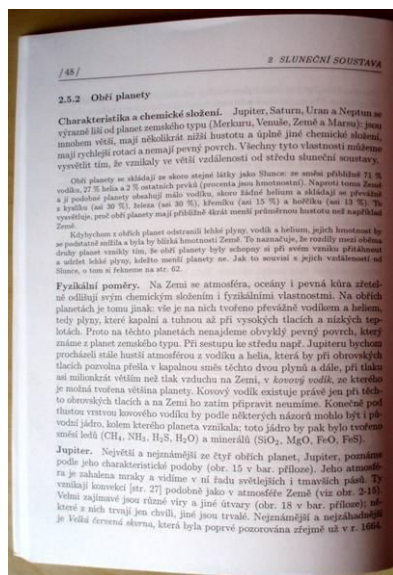 /48/
2 SLUNEČNÍ SOUSTAVA
2.5.2 Obří planety
Charakteristika a chemické složení. Jupiter, Saturn, Uran a Neptun se
výrazně liší od planet zemského typu (Merkuru, Venuše, Země a Marsu): jsou
mnohem větší, mají několikrát nižší hustotu a úplně jiné chemické složení,
mají rychlejší rotaci a nemají pevný povrch. Všechny tyto vlastnosti můžeme
vysvětlit tím, že vznikaly ve větší vzdálenosti od středu sluneční soustavy.
Obří planety se skládají ze skoro stejné látky jako Slunce: ze směsi přibližně 71 %
vodíku, 27 % helia a 2 % ostatních prvků (procenta jsou hmotnostní). Naproti tomu Země
a jí podobné planety obsahují málo vodíku, skoro žádné helium a skládají se převážně
z kyslíku (asi 30 %), železa (asi 30 %), křemíku (asi 15 %) a hořčíku (asi 13 %). To
vysvětluje, proč obří planety mají přibližně 4krát menší průměrnou hustotu než například
Země.
Kdybychom z obřích planet odstranili lehké plyny, vodík a helium, jejich hmotnost by
se podstatně snížila a byla by blízká hmotnosti Země. To naznačuje, že rozdíly mezi oběma
druhy planet vznikly tím, že obří planety byly schopny si při svém vzniku přitáhnout
a udržet lehké plyny, kdežto menší planety ne. Jak to souvisí s jejich vzdáleností od
Slunce, o tom si řekneme na str. 62.
Fyzikální poměry. Na Zemi se atmosféra, oceány i pevná kůra zřetel-
ně odlišují svým chemickým složením i fyzikálními vlastnostmi. Na obřích
planetách je tomu jinak: vše je na nich tvořeno převážně vodíkem a heliem,
tedy plyny, které kapalní a tuhnou až při vysokých tlacích a nízkých tep-
lotách. Proto na těchto planetách nenajdeme obvyklý pevný povrch, který
známe z planet zemského typu. Při sestupu ke středu např. Jupiteru bychom
procházeli stále hustší atmosférou z vodíku a helia, která by při obrovských
tlacích pozvolna přešla v kapalnou směs těchto dvou plynů a dále, při tlaku
asi milionkrát větším než tlak vzduchu na Zemi, v kovový vodík, ze kterého
je možná tvořena většina planety. Kovový vodík existuje právě jen při těch-
to obrovských tlacích a na Zemi ho zatím připravit neumíme. Konečně pod
tlustou vrstvou kovového vodíku by podle některých názorů mohlo být i pů-
vodní jádro, kolem kterého planeta vznikala; toto jádro by pak bylo tvořeno
směsí ledů (CH₄, NH₃, H₂S, H₂O) a minerálů (SiO₂, MgO, FeO, FeS).
Jupiter. Největší a nejznámější ze čtyř obřích planet, Jupiter, poznáme
podle jeho charakteristické podoby (obr. 15 v bar. příloze). Jeho atmosfé-
ra je zahalena mraky a vidíme v ní řadu světlejších i tmavších pásů. Ty
vznikají konvekcí [str. 27] podobně jako v atmosféře Země (viz obr. 2-15).
Velmi zajímavé jsou různé víry a jiné útvary (obr. 18 v bar. příloze); ně-
které z nich trvají jen chvíli, jiné jsou trvalé. Nejznámější a nejzáhadnější
je Velká červená skvrna, která byla poprvé pozorována zřejmě už v r. 1664.